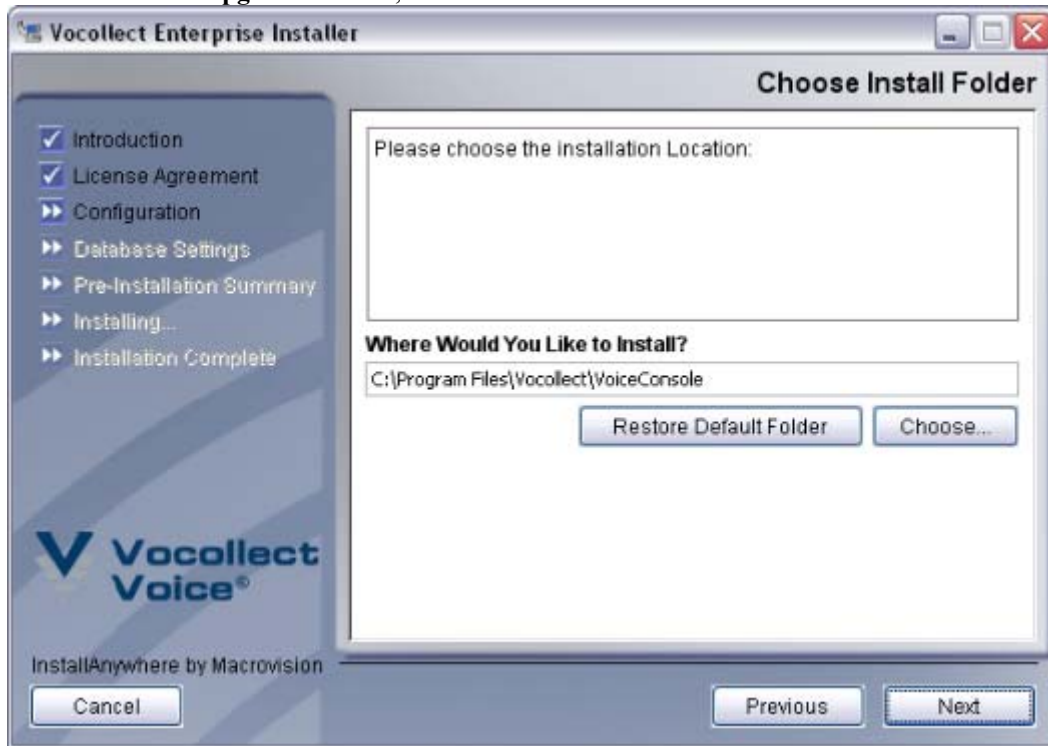 Vocollect Enterprise Installer
Choose Install Folder
Introduction
License Agreement
Configuration
Database Settings
Pre-Installation Summary
Installing...
Installation Complete
Please choose the installation Location:
Where Would You Like to Install?
C:\Program Files\Vocollect\VoiceConsole
Restore Default Folder
Choose...
V Vocollect
Voice®
InstallAnywhere by Macrovision
Cancel
Previous
Next